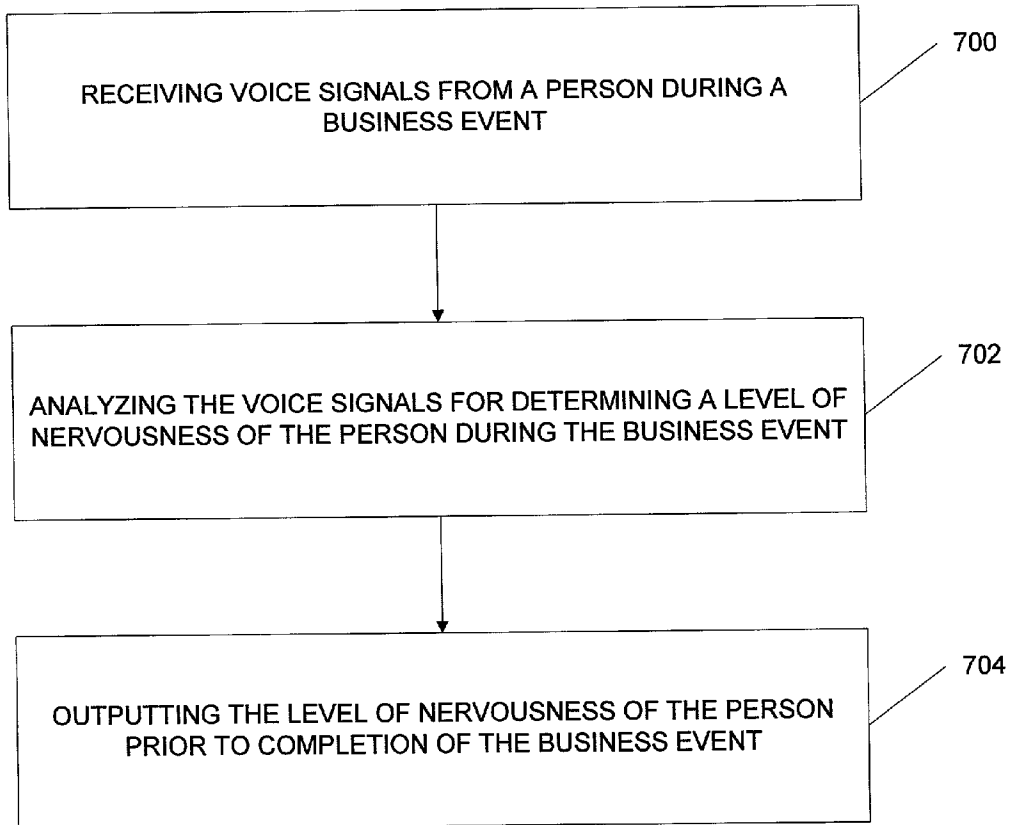 700
RECEIVING VOICE SIGNALS FROM A PERSON DURING A
BUSINESS EVENT
702
ANALYZING THE VOICE SIGNALS FOR DETERMINING A LEVEL OF
NERVOUSNESS OF THE PERSON DURING THE BUSINESS EVENT
704
OUTPUTTING THE LEVEL OF NERVOUSNESS OF THE PERSON
PRIOR TO COMPLETION OF THE BUSINESS EVENT